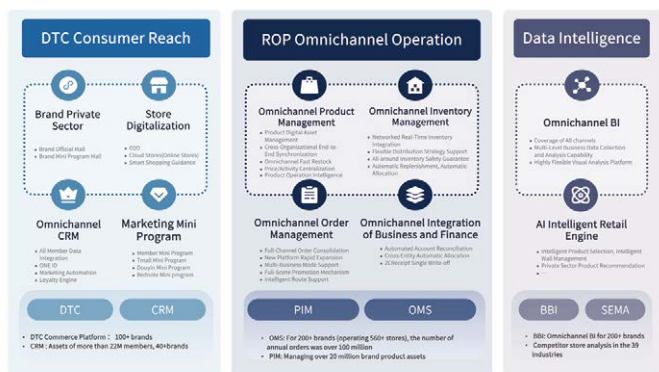 DTC Consumer Reach
Brand Private
Sector
Brand Official Mall
Brand Mini Program Mall
Store
Digitalization
O2O
Cloud Stores(Online Stores)
Smart Shopping Guidance
Omnichannel
CRM
All Member Data
Integration
ONE ID
Marketing Automation
Loyalty Engine
Marketing Mini
Program
Member Mini Program
Tmall Mini Program
Douyin Mini Program
Rednote Mini program
DTC
CRM
DTC Commerce Platform : 100+ brands
CRM : Assets of more than 22M members, 40+brands
ROP Omnichannel Operation
Omnichannel Product
Management
Product Digital Asset
Management
Cross-Organizational End-to-
End Synchronization
Omnichannel Fast Restock
Price/Activity Centralization
Product Operation Intelligence
Omnichannel Inventory
Management
Networked Real-Time Inventory
Integration
Flexible Distribution Strategy Support
All-around Inventory Safety Guarantee
Automatic Replenishment, Automatic
Allocation
Omnichannel Order
Management
Full-Channel Order Consolidation
New Platform Rapid Expansion
Multi-Business Mode Support
Full-Scene Promotion Mechanism
Intelligent Route Support
Omnichannel Integration
of Business and Finance
Automated Account Reconciliation
Cross-Entity Automatic Allocation
2CReceipt Single Write-off
PIM
OMS
OMS: For 200+ brands (operating 560+ stores), the number of
annual orders was over 100 million
PIM: Managing over 20 million brand product assets
Data Intelligence
Omnichannel BI
Coverage of All channels
Multi-Level Business Data Collection
and Analysis Capability
Highly Flexible Visual Analysis Platform
AI Intelligent Retail
Engine
Intelligent Product Selection, Intelligent
Wall Management
Private Sector Product Recommendation
BBI
SEMA
BBI: Omnichannel BI for 200+ brands
Competitor store analysis in the 39
industries